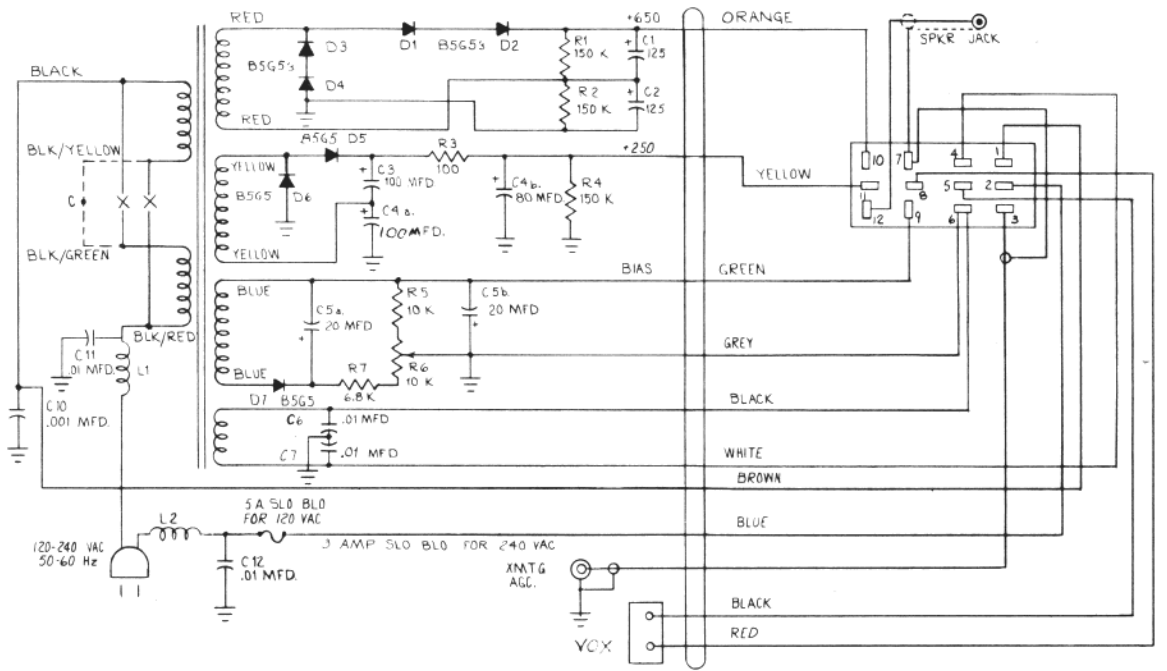 RED
+650
ORANGE
SPKR JACK
D3
D1
B5G5's
D2
R1
150 K
C1
125
B5G5's
D4
R2
150 K
C2
125
RED
BLACK
BLK/YELLOW
C
BLK/GREEN
BLK/RED
B5G5 D5
YELLOW
R3
100
+250
YELLOW
B5G5
D6
C3
100 MFD
C4a.
100 MFD.
C4b.
80 MFD.
R4
150 K
YELLOW
10
7
4
1
11
8
5
2
12
9
6
3
BLUE
BIAS
GREEN
C5a.
20 MFD
R5
10 K
C5b.
20 MFD
GREY
R6
10 K
BLUE
R7
6.8K
D7 B5G5
C11
.01 MFD.
L1
C10
.001 MFD.
C6
.01 MFD
C7
.01 MFD
BLACK
WHITE
BROWN
5 A SLO BLO
FOR 120 VAC
L2
BLUE
3 AMP SLO BLO FOR 240 VAC
120-240 VAC
50-60 Hz
C12
.01 MFD.
XMTG
AGC.
BLACK
RED
VOX